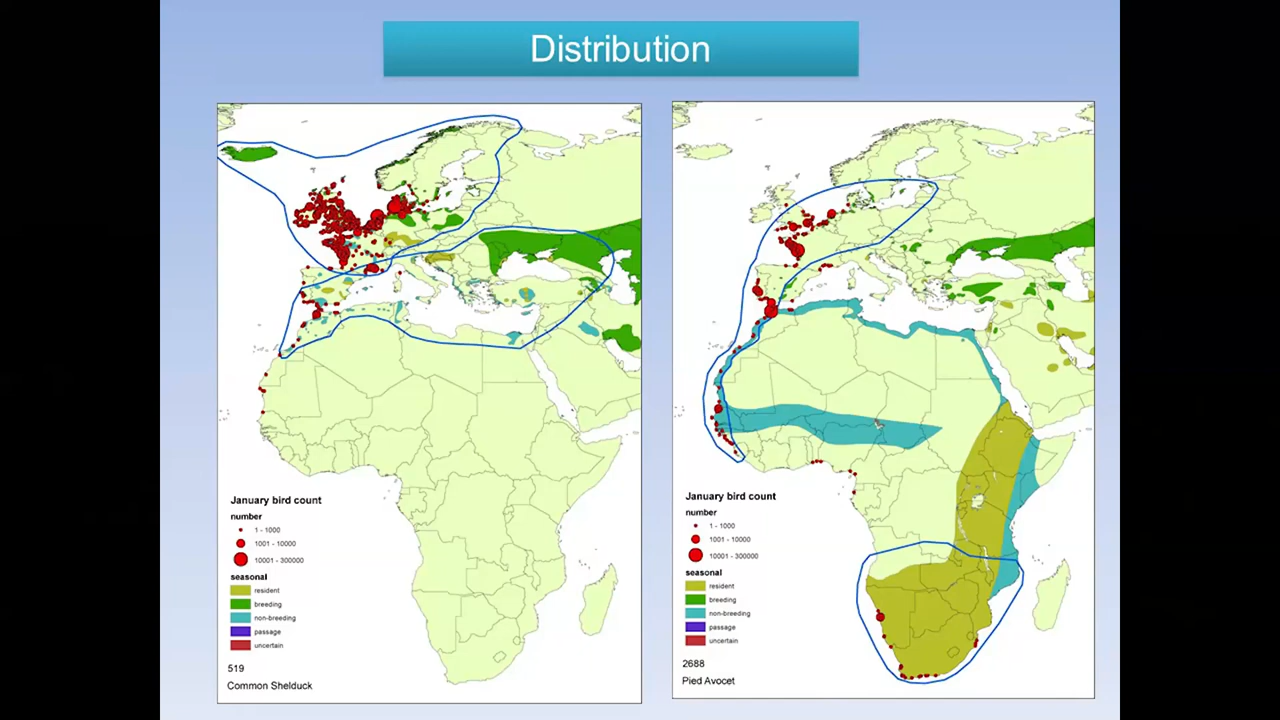 Distribution
January bird count
number
1 - 1000
1001 - 10000
10001 - 300000
seasonal
resident
breeding
non-breeding
passage
uncertain
519
Common Shelduck
January bird count
number
1 - 1000
1001 - 10000
10001 - 300000
seasonal
resident
breeding
non-breeding
passage
uncertain
2688
Pied Avocet